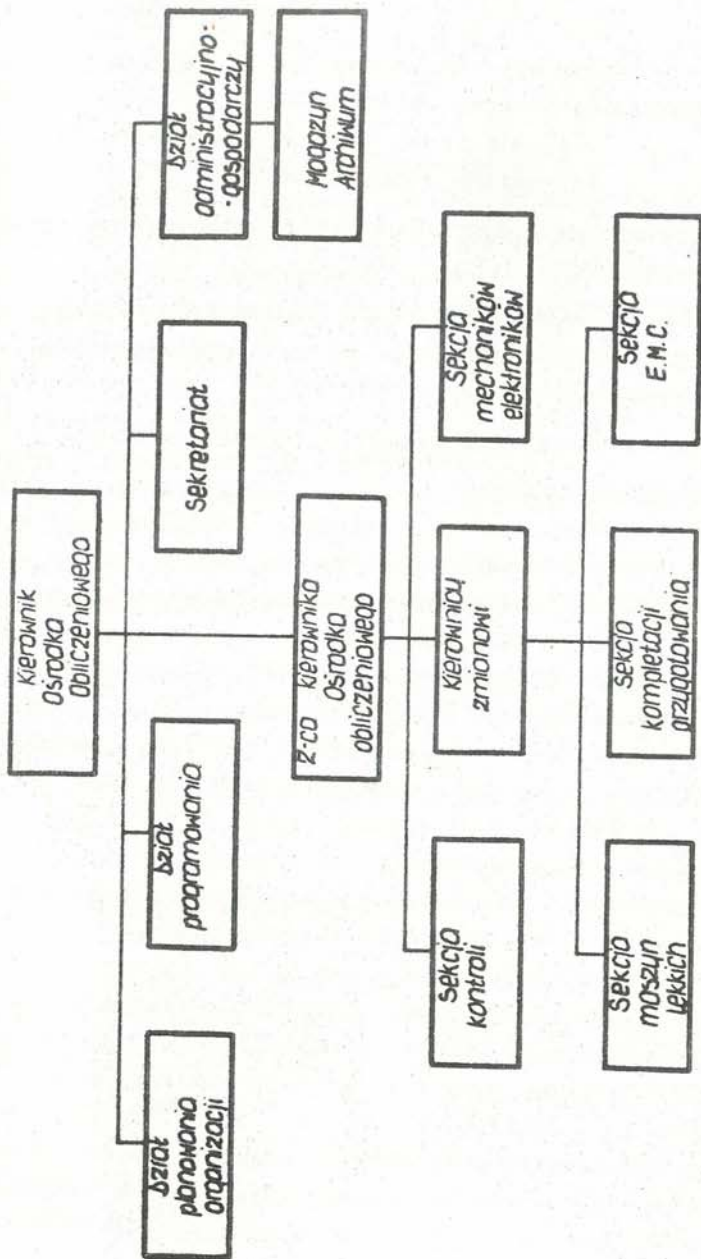 Kierownik
Ośrodka
Obliczeniowego
Dział
planowania
organizacji
Dział
programowania
Sekretariat
Dział
administracyjno-
-gospodarczy
Magazyn
Archiwum
Z-ca kierownika
Ośrodka
obliczeniowego
Sekcja
kontroli
Kierownicy
zmianowi
Sekcja
mechaników
elektroników
Sekcja
maszyn
lekkich
Sekcja
kompletacji
przygotowania
Sekcja
E.M.C.